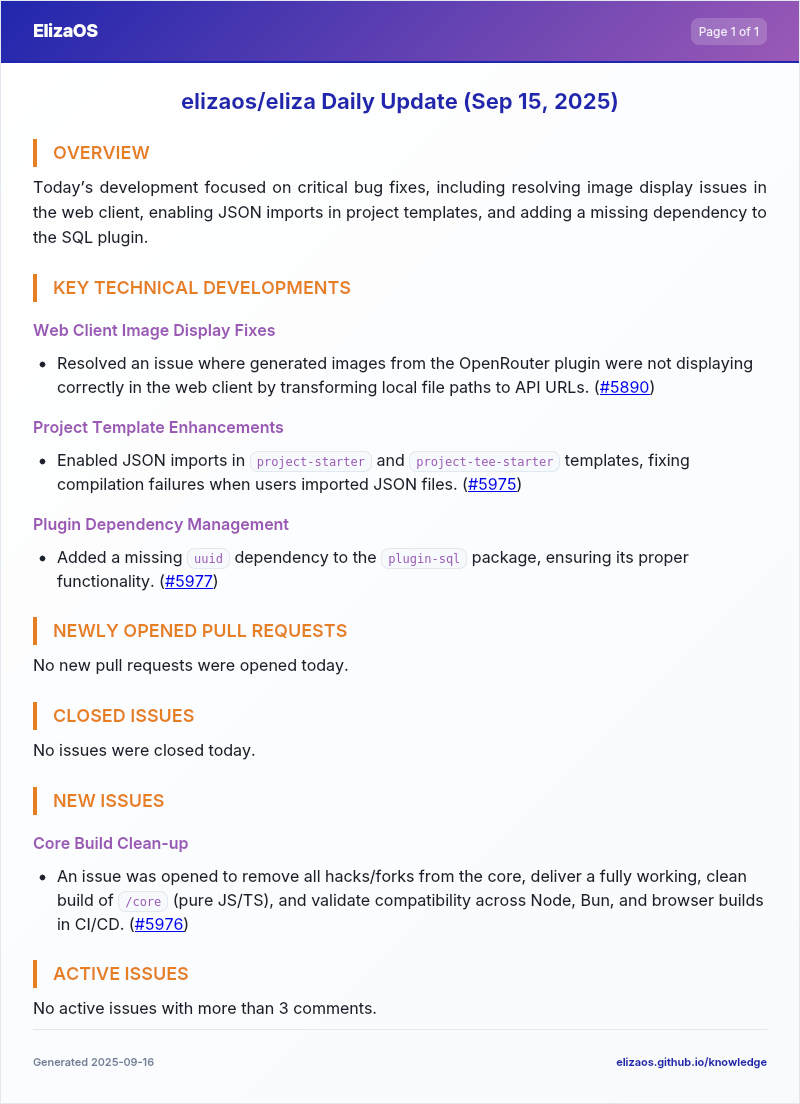 ElizaOS
Page 1 of 1
elizaos/eliza Daily Update (Sep 15, 2025)
OVERVIEW
Today's development focused on critical bug fixes, including resolving image display issues in
the web client, enabling JSON imports in project templates, and adding a missing dependency to
the SQL plugin.
KEY TECHNICAL DEVELOPMENTS
Web Client Image Display Fixes
• Resolved an issue where generated images from the OpenRouter plugin were not displaying
correctly in the web client by transforming local file paths to API URLs. (#5890)
Project Template Enhancements
• Enabled JSON imports in project-starter and project-tee-starter templates, fixing
compilation failures when users imported JSON files. (#5975)
Plugin Dependency Management
• Added a missing uuid dependency to the plugin-sql package, ensuring its proper
functionality. (#5977)
NEWLY OPENED PULL REQUESTS
No new pull requests were opened today.
CLOSED ISSUES
No issues were closed today.
NEW ISSUES
Core Build Clean-up
• An issue was opened to remove all hacks/forks from the core, deliver a fully working, clean
build of /core (pure JS/TS), and validate compatibility across Node, Bun, and browser builds
in CI/CD. (#5976)
ACTIVE ISSUES
No active issues with more than 3 comments.
Generated 2025-09-16
elizaos.github.io/knowledge